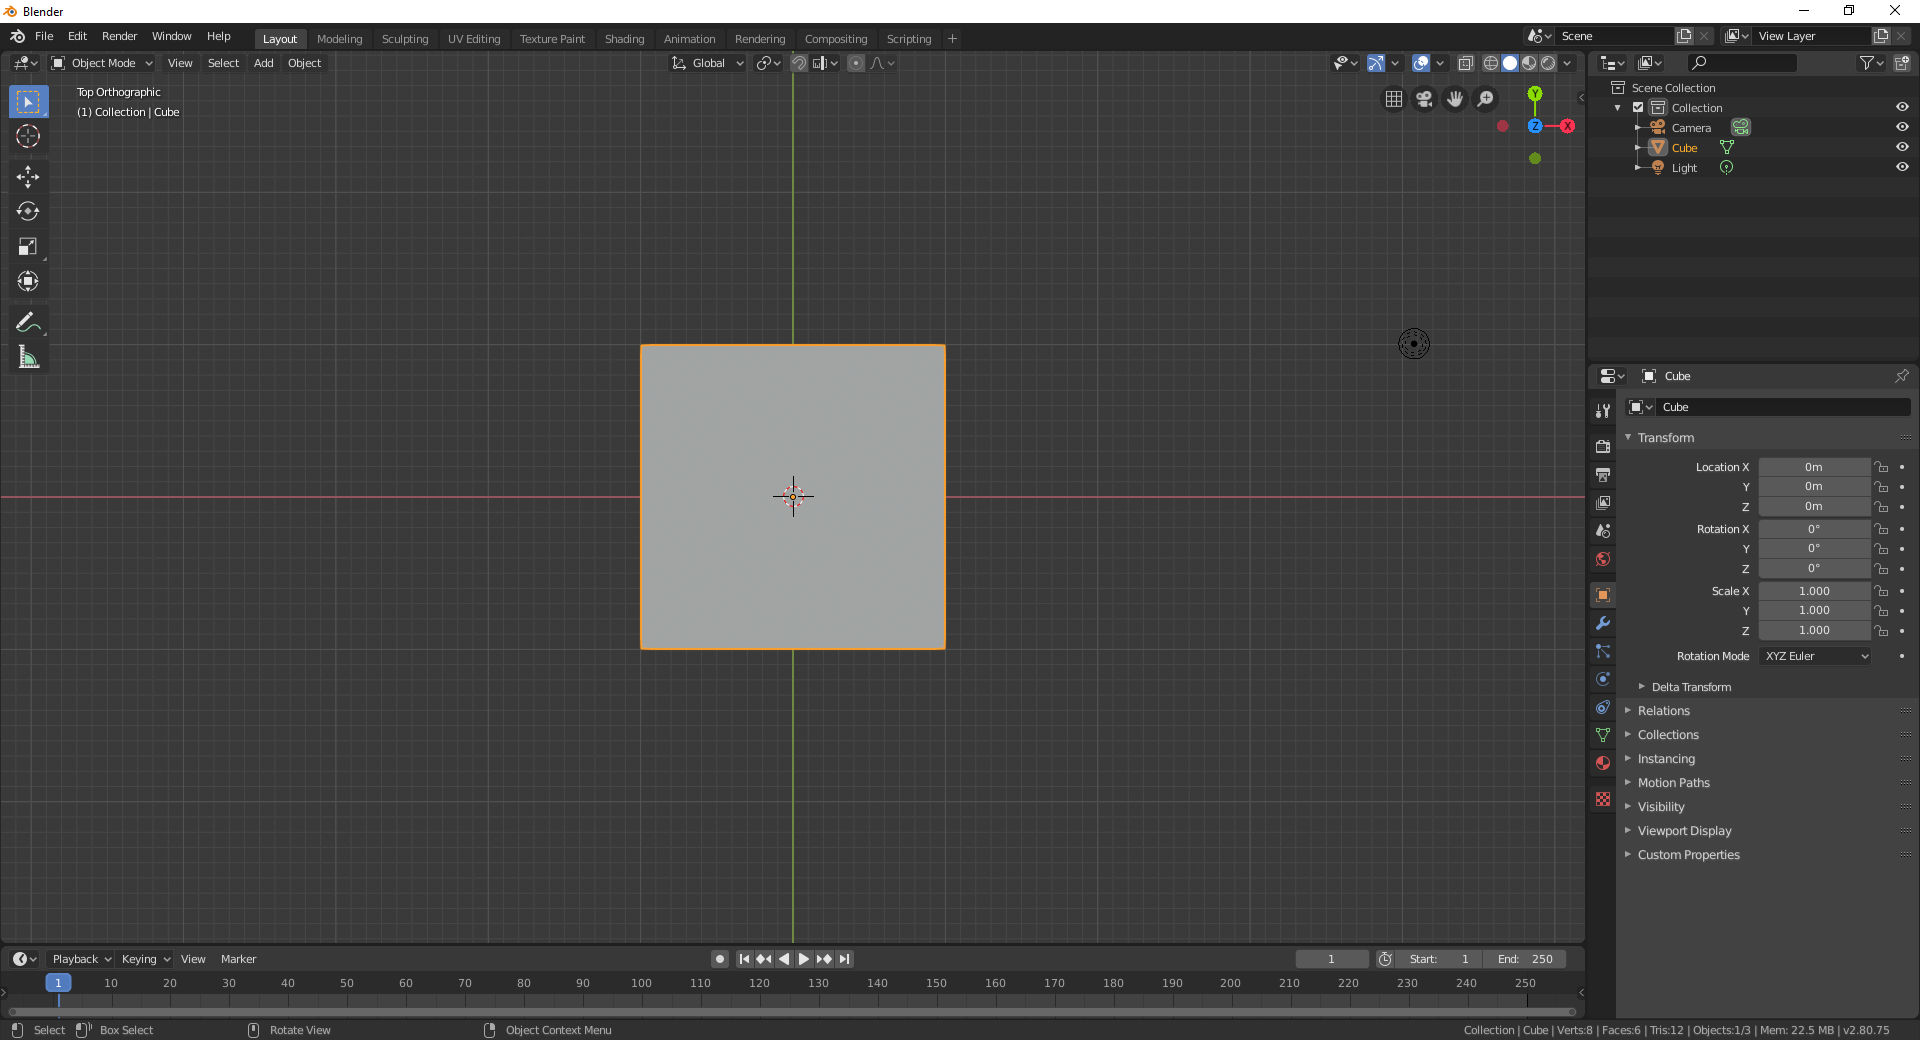 Blender
File Edit Render Window Help Layout Modeling Sculpting UV Editing Texture Paint Shading Animation Rendering Compositing Scripting + Scene View Layer
Object Mode View Select Add Object Global
Top Orthographic
(1) Collection | Cube
Y
Z X
Scene Collection
Collection
Camera
Cube
Light
Cube
Cube
Transform
Location X 0m
Y 0m
Z 0m
Rotation X 0°
Y 0°
Z 0°
Scale X 1.000
Y 1.000
Z 1.000
Rotation Mode XYZ Euler
Delta Transform
Relations
Collections
Instancing
Motion Paths
Visibility
Viewport Display
Custom Properties
Playback Keying View Marker 1 Start: 1 End: 250
1 10 20 30 40 50 60 70 80 90 100 110 120 130 140 150 160 170 180 190 200 210 220 230 240 250
Select Box Select Rotate View Object Context Menu Collection | Cube | Verts:8 | Faces:6 | Tris:12 | Objects:1/3 | Mem: 22.5 MB | v2.80.75